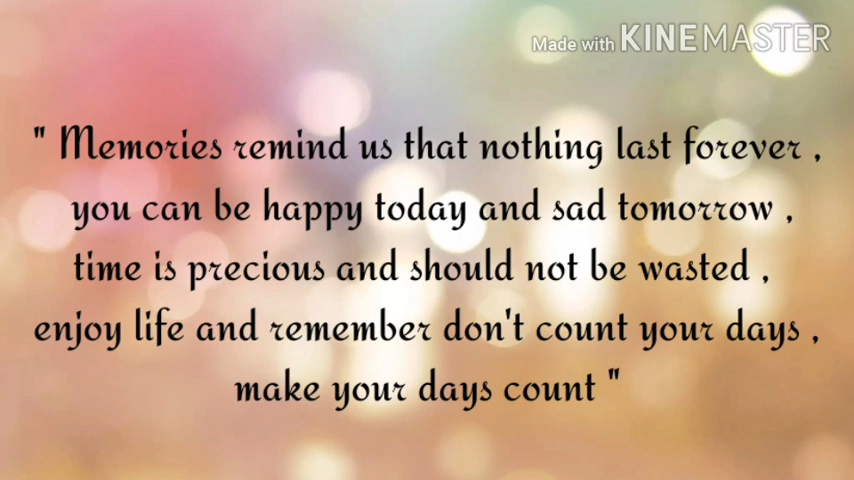 Made with KINEMASTER
" Memories remind us that nothing last forever ,
you can be happy today and sad tomorrow ,
time is precious and should not be wasted ,
enjoy life and remember don't count your days ,
make your days count "